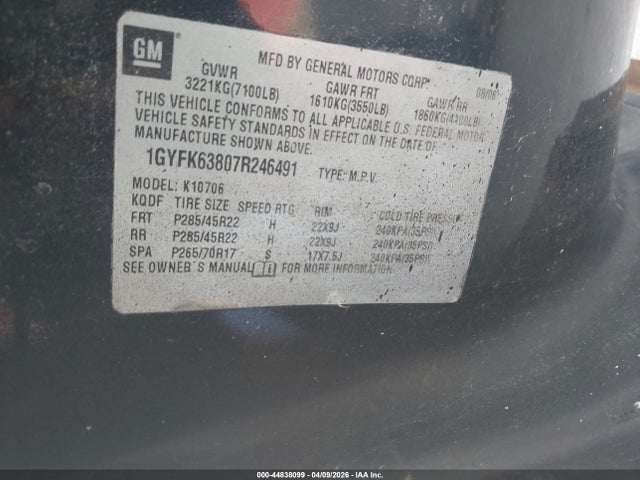 GM
MFD BY GENERAL MOTORS CORP
08/06
GVWR GAWR FRT GAWR RR
3221KG(7100LB) 1610KG(3550LB) 1860KG(4100LB)
THIS VEHICLE CONFORMS TO ALL APPLICABLE U.S. FEDERAL MOTOR
VEHICLE SAFETY STANDARDS IN EFFECT ON THE DATE OF
MANUFACTURE SHOWN ABOVE.
1GYFK63807R246491 TYPE: M.P.V.
MODEL: K10706
KQDF TIRE SIZE SPEED RTG RIM COLD TIRE PRESSURE
FRT P285/45R22 H 22X9J 240KPA(35PSI)
RR P285/45R22 H 22X9J 240KPA(35PSI)
SPA P265/70R17 S 17X7.5J 240KPA(35PSI)
SEE OWNER'S MANUAL FOR MORE INFORMATION.
000-44838099 - 04/09/2026 - IAAI Inc.